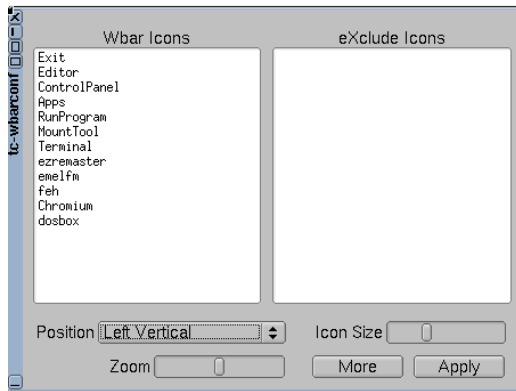 tc-wbarconf
Wbar Icons
eXclude Icons
Exit
Editor
ControlPanel
Apps
RunProgram
MountTool
Terminal
ezremaster
emelfm
feh
Chromium
dosbox
Position Left Vertical
Icon Size
Zoom
More
Apply